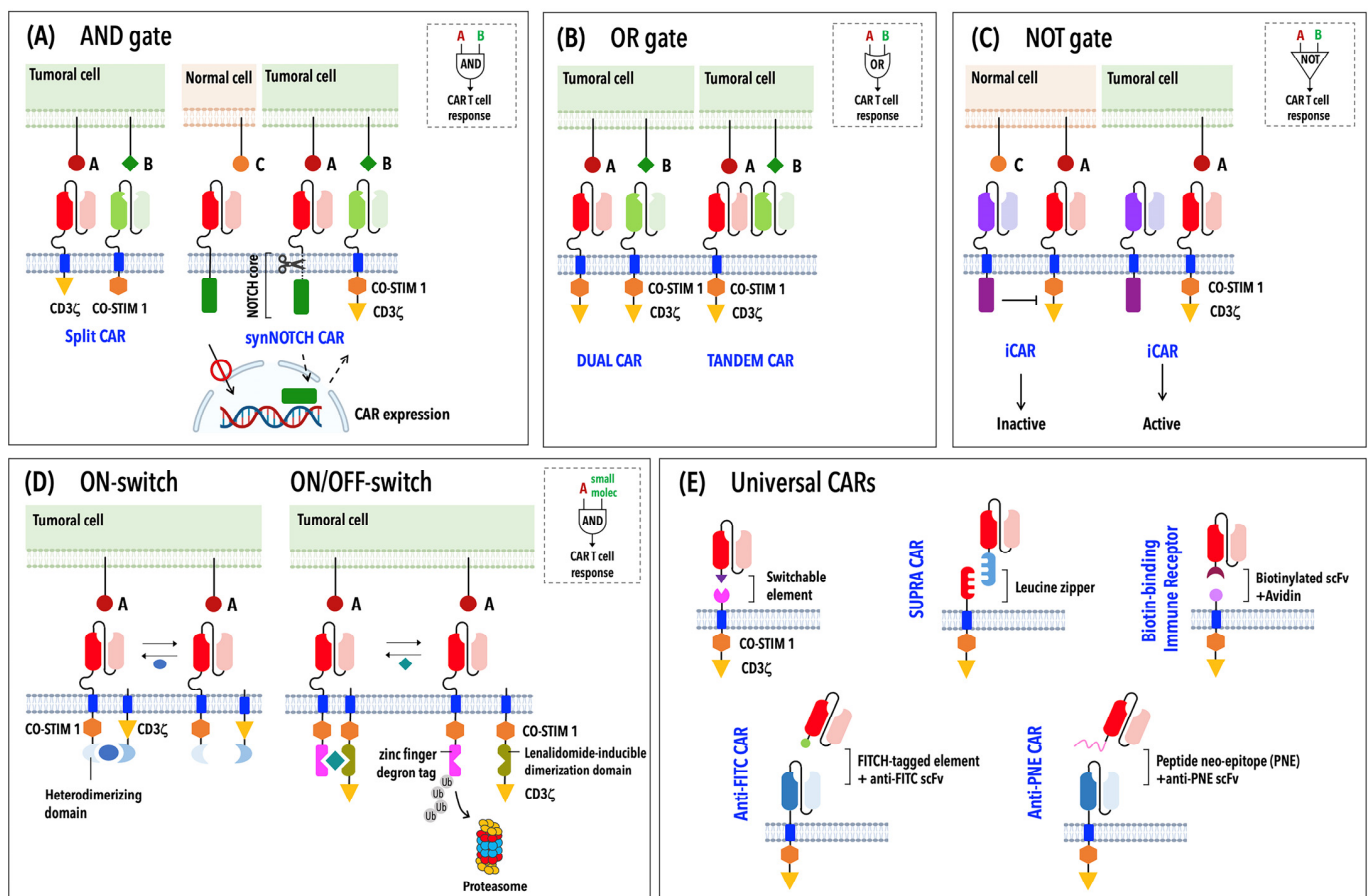 (A) AND gate
A B
AND
CAR T cell
response
Tumoral cell
Normal cell
Tumoral cell
A
B
C
A
B
NOTCH core
CD3ζ
CO-STIM 1
CO-STIM 1
CD3ζ
Split CAR
synNOTCH CAR
CAR expression
(B) OR gate
A B
OR
CAR T cell
response
Tumoral cell
Tumoral cell
A
B
A
B
CO-STIM 1
CD3ζ
CO-STIM 1
CD3ζ
DUAL CAR
TANDEM CAR
(C) NOT gate
A B
NOT
CAR T cell
response
Normal cell
Tumoral cell
C
A
A
CO-STIM 1
CD3ζ
iCAR
iCAR
Inactive
Active
(D) ON-switch
ON/OFF-switch
A small
molec
AND
CAR T cell
response
Tumoral cell
Tumoral cell
A
A
A
A
CO-STIM 1
CD3ζ
Heterodimerizing
domain
zinc finger
degron tag
Ub
Ub
Ub
Ub
Proteasome
CO-STIM 1
Lenalidomide-inducible
dimerization domain
CD3ζ
(E) Universal CARs
Switchable
element
CO-STIM 1
CD3ζ
SUPRA CAR
Leucine zipper
Biotin-binding
Immune Receptor
Biotinylated scFv
+Avidin
Anti-FITC CAR
FITCH-tagged element
+ anti-FITC scFv
Anti-PNE CAR
Peptide neo-epitope (PNE)
+anti-PNE scFv